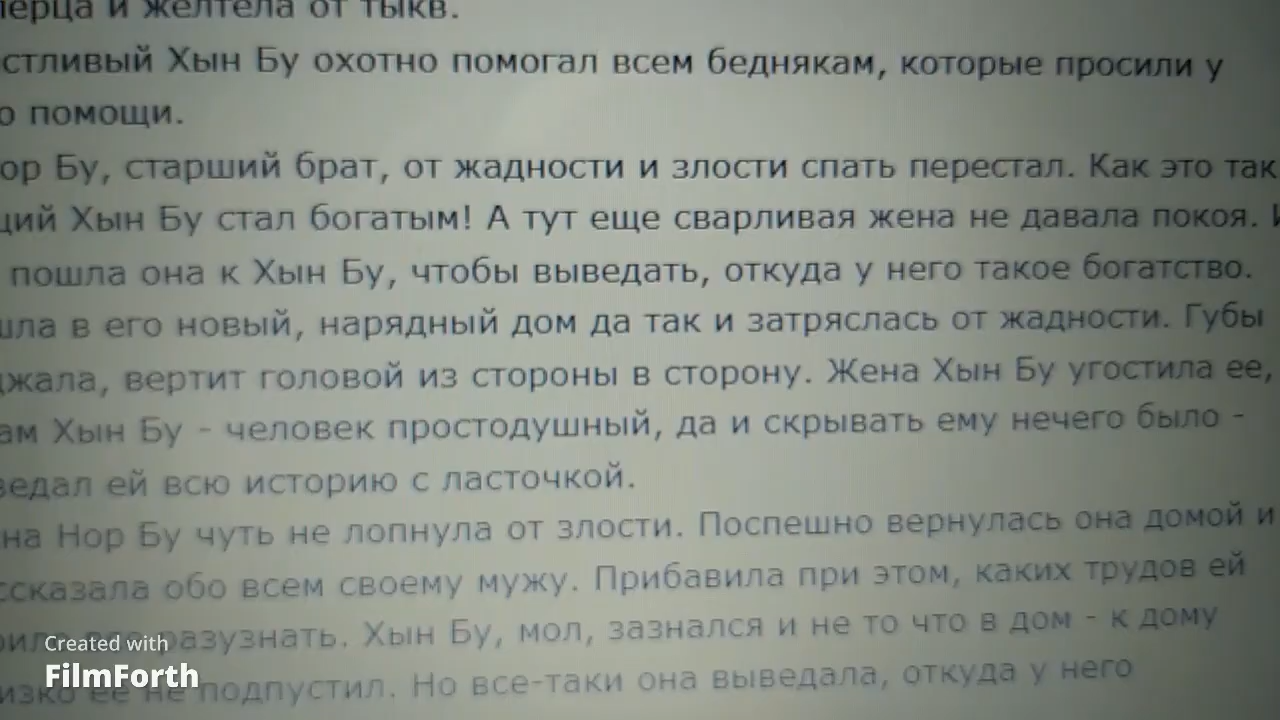 перца и желтела от тыкв.
стливый Хын Бу охотно помогал всем беднякам, которые просили у
о помощи.
ор Бу, старший брат, от жадности и злости спать перестал. Как это так
щий Хын Бу стал богатым! А тут еще сварливая жена не давала покоя. И
пошла она к Хын Бу, чтобы выведать, откуда у него такое богатство.
шла в его новый, нарядный дом да так и затряслась от жадности. Губы
джала, вертит головой из стороны в сторону. Жена Хын Бу угостила ее,
ам Хын Бу - человек простодушный, да и скрывать ему нечего было -
ведал ей всю историю с ласточкой.
на Нор Бу чуть не лопнула от злости. Поспешно вернулась она домой и
ссказала обо всем своему мужу. Прибавила при этом, каких трудов ей
разузнать. Хын Бу, мол, зазнался и не то что в дом - к дому
изко ее не подпустил. Но все-таки она выведала, откуда у него
Created with
FilmForth